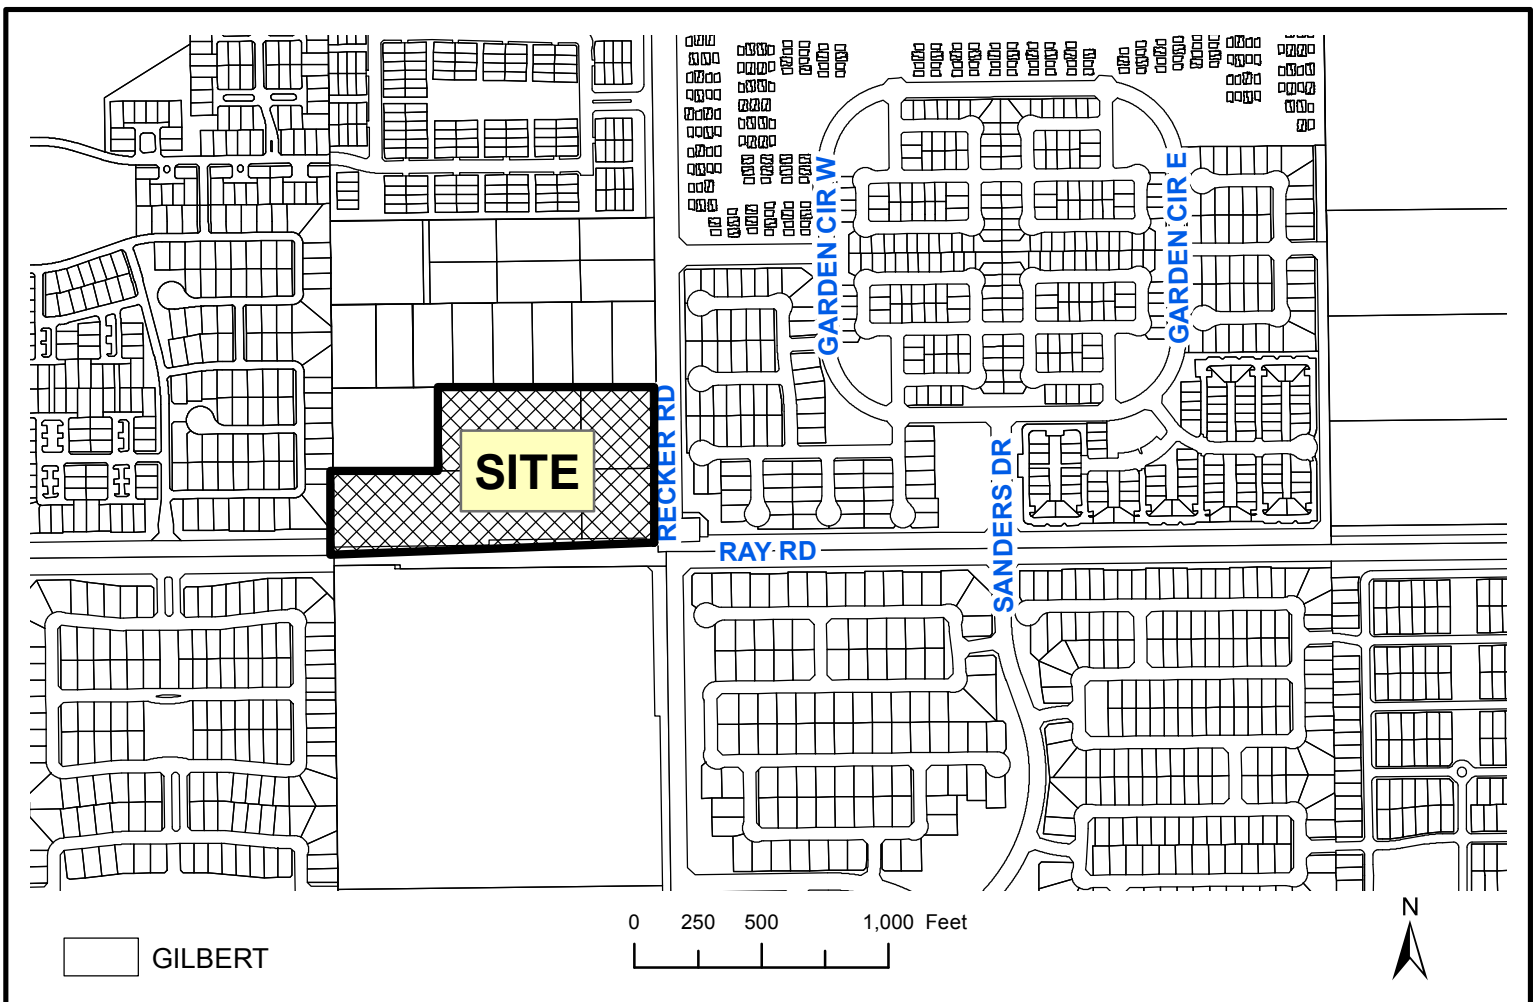 GARDEN CIR W
GARDEN CIR E
RECKER RD
SITE
SANDERS DR
RAY RD
N
0 250 500 1,000 Feet
GILBERT